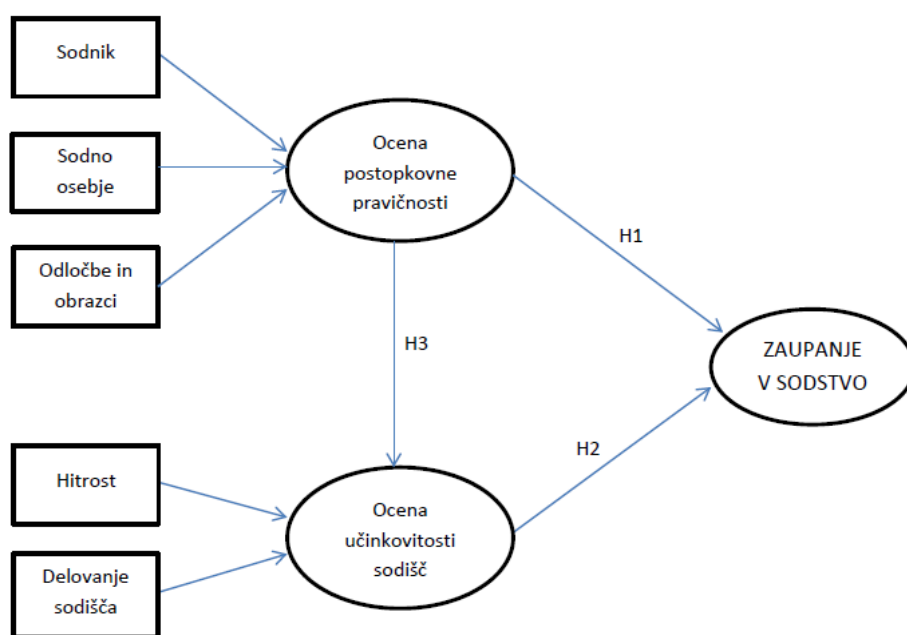 Sodnik
Sodno
osebje
Odločbe in
obrazci
Ocena
postopkovne
pravičnosti
H1
H3
ZAUPANJE
V SODSTVO
H2
Hitrost
Delovanje
sodišča
Ocena
učinkovitosti
sodišč